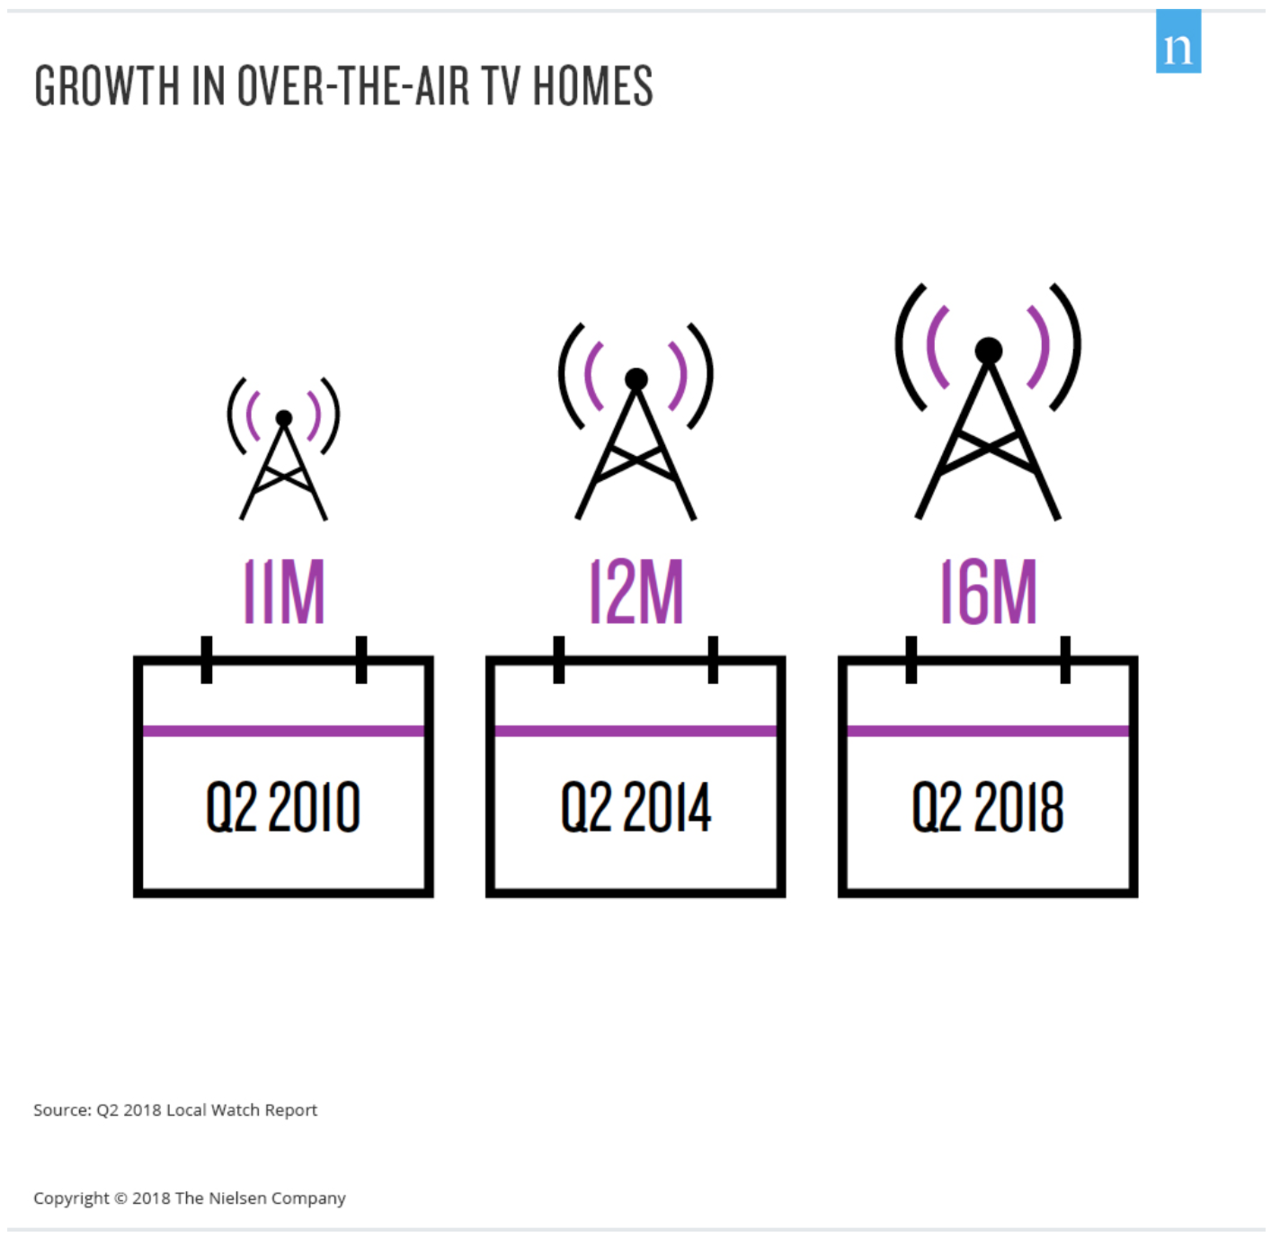 n
GROWTH IN OVER-THE-AIR TV HOMES
11M
12M
16M
Q2 2010
Q2 2014
Q2 2018
Source: Q2 2018 Local Watch Report
Copyright © 2018 The Nielsen Company